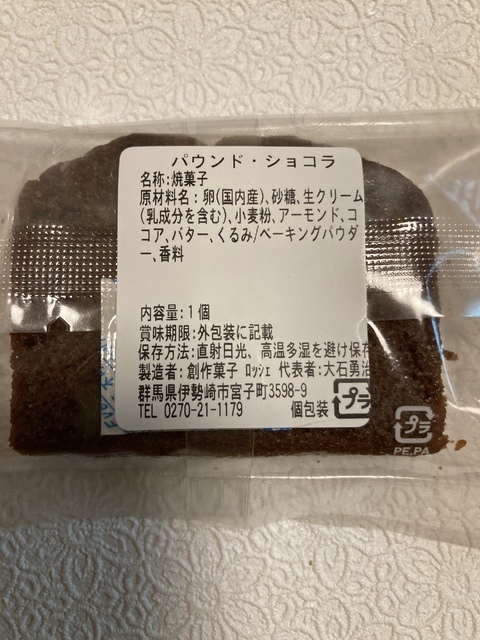 パウンド・ショコラ
名称:焼菓子
原材料名:卵(国内産)、砂糖、生クリーム
(乳成分を含む)、小麦粉、アーモンド、コ
コア、バター、くるみ/ベーキングパウダ
ー、香料
内容量:1個
賞味期限:外包装に記載
保存方法:直射日光、高温多湿を避け保存
製造者:創作菓子 ロッシェ 代表者:大石勇治
群馬県伊勢崎市宮子町3598-9
TEL 0270-21-1179 個包装 プラ
プラ
PE,PA